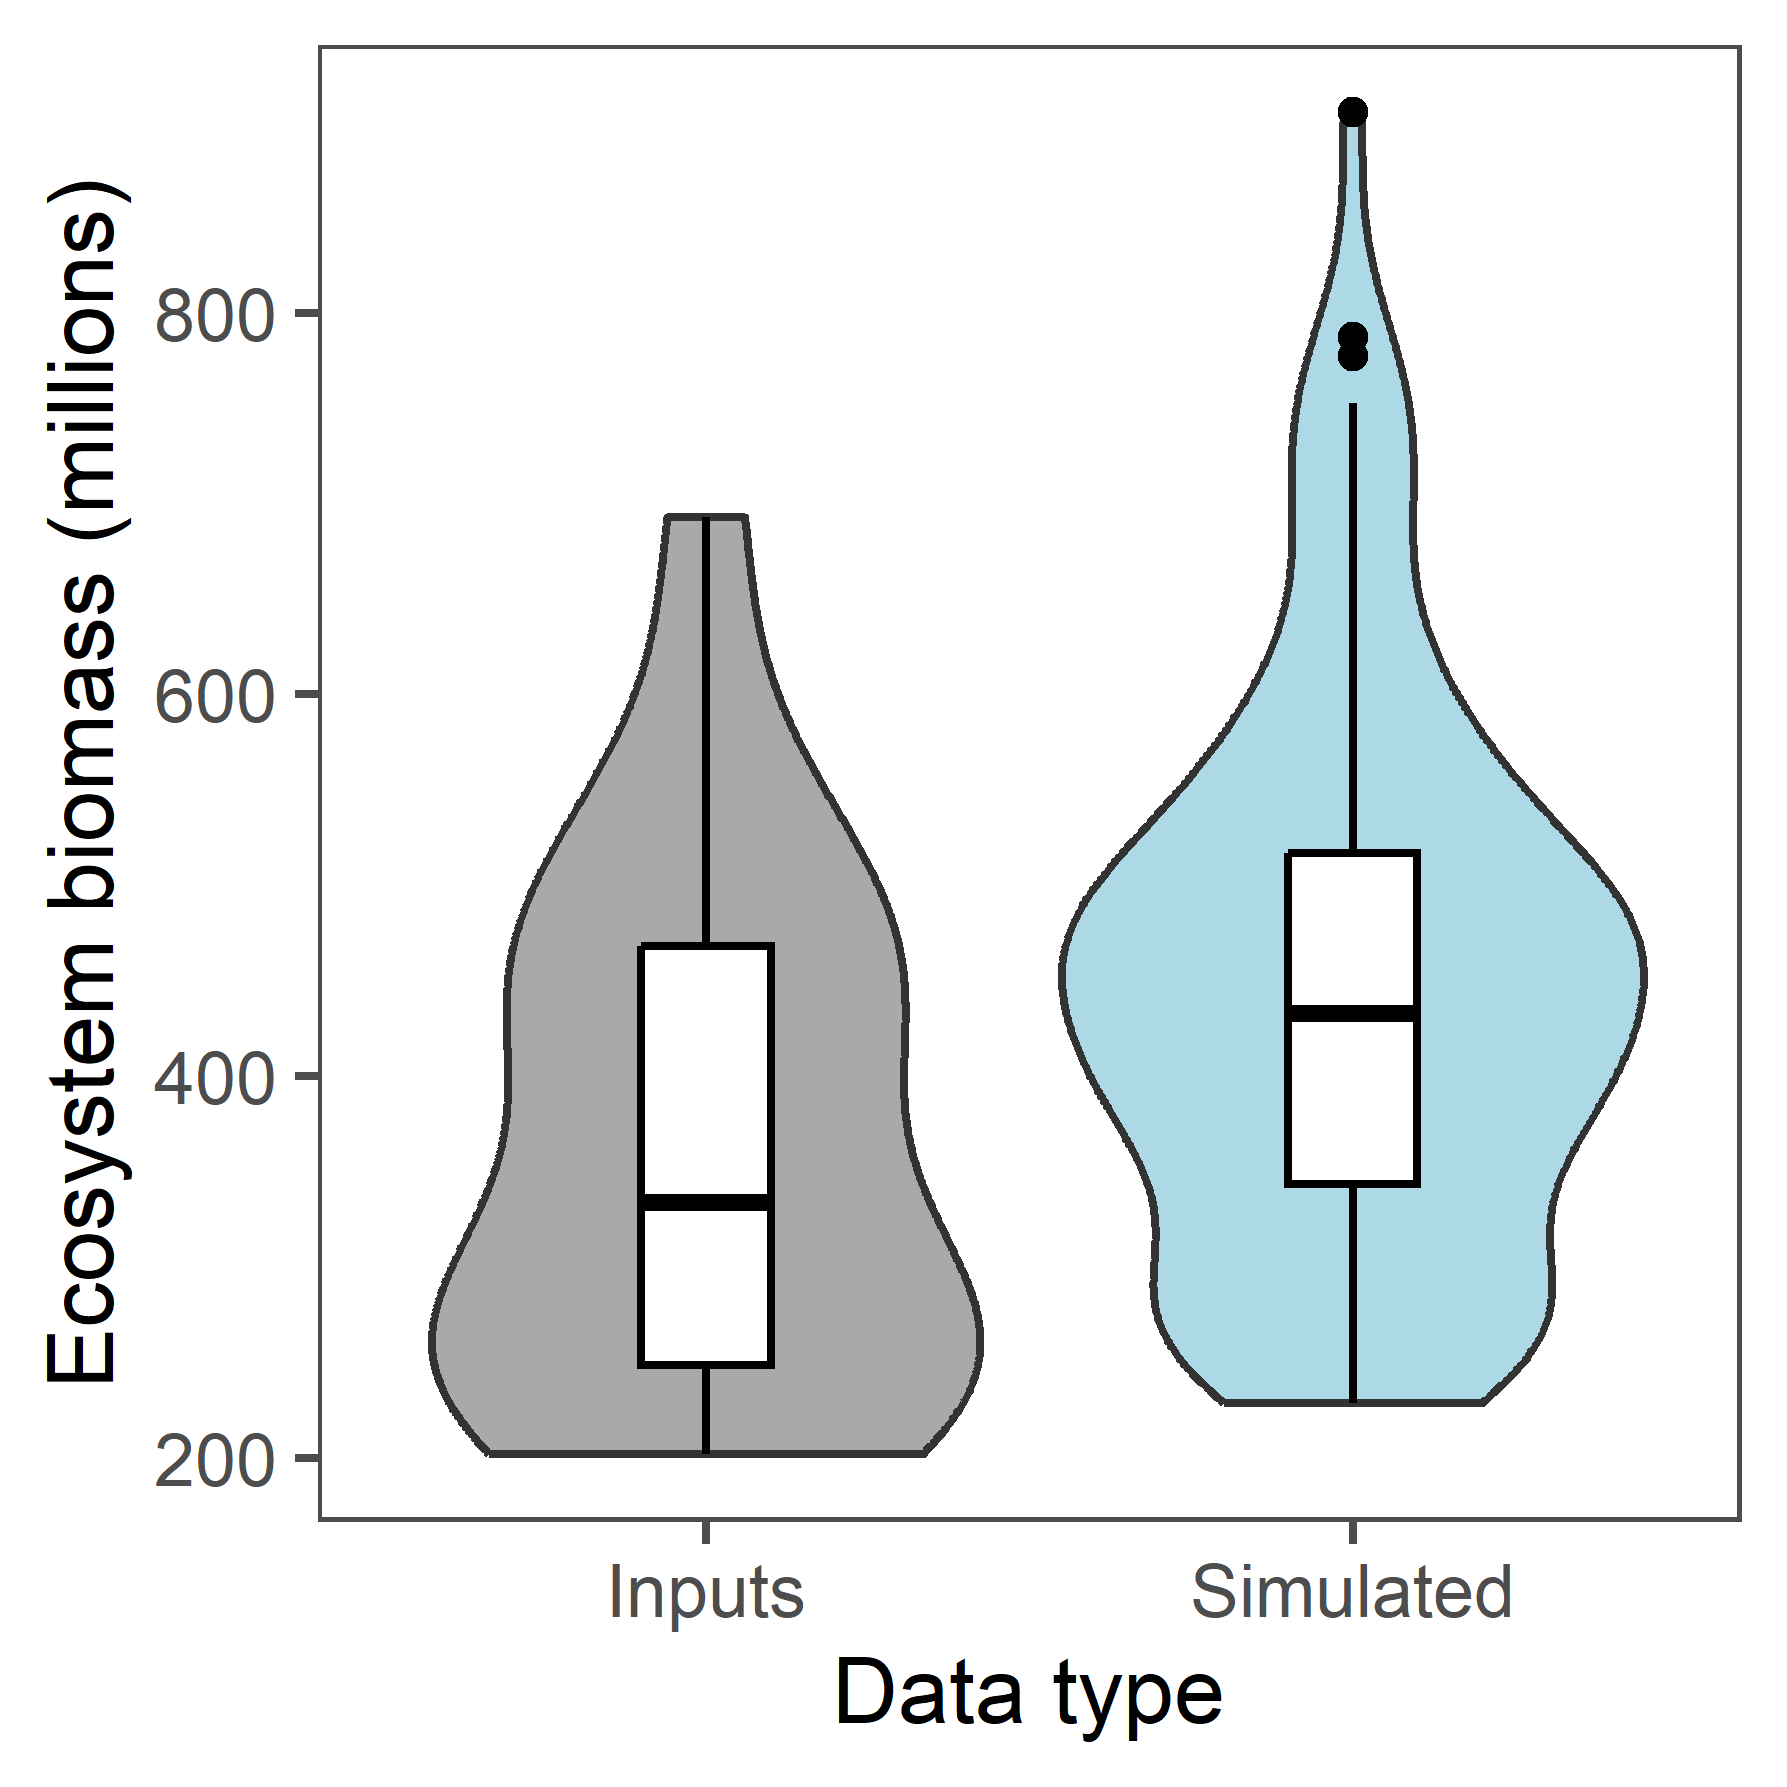 Ecosystem biomass (millions)
800
600
400
200
Inputs Simulated
Data type